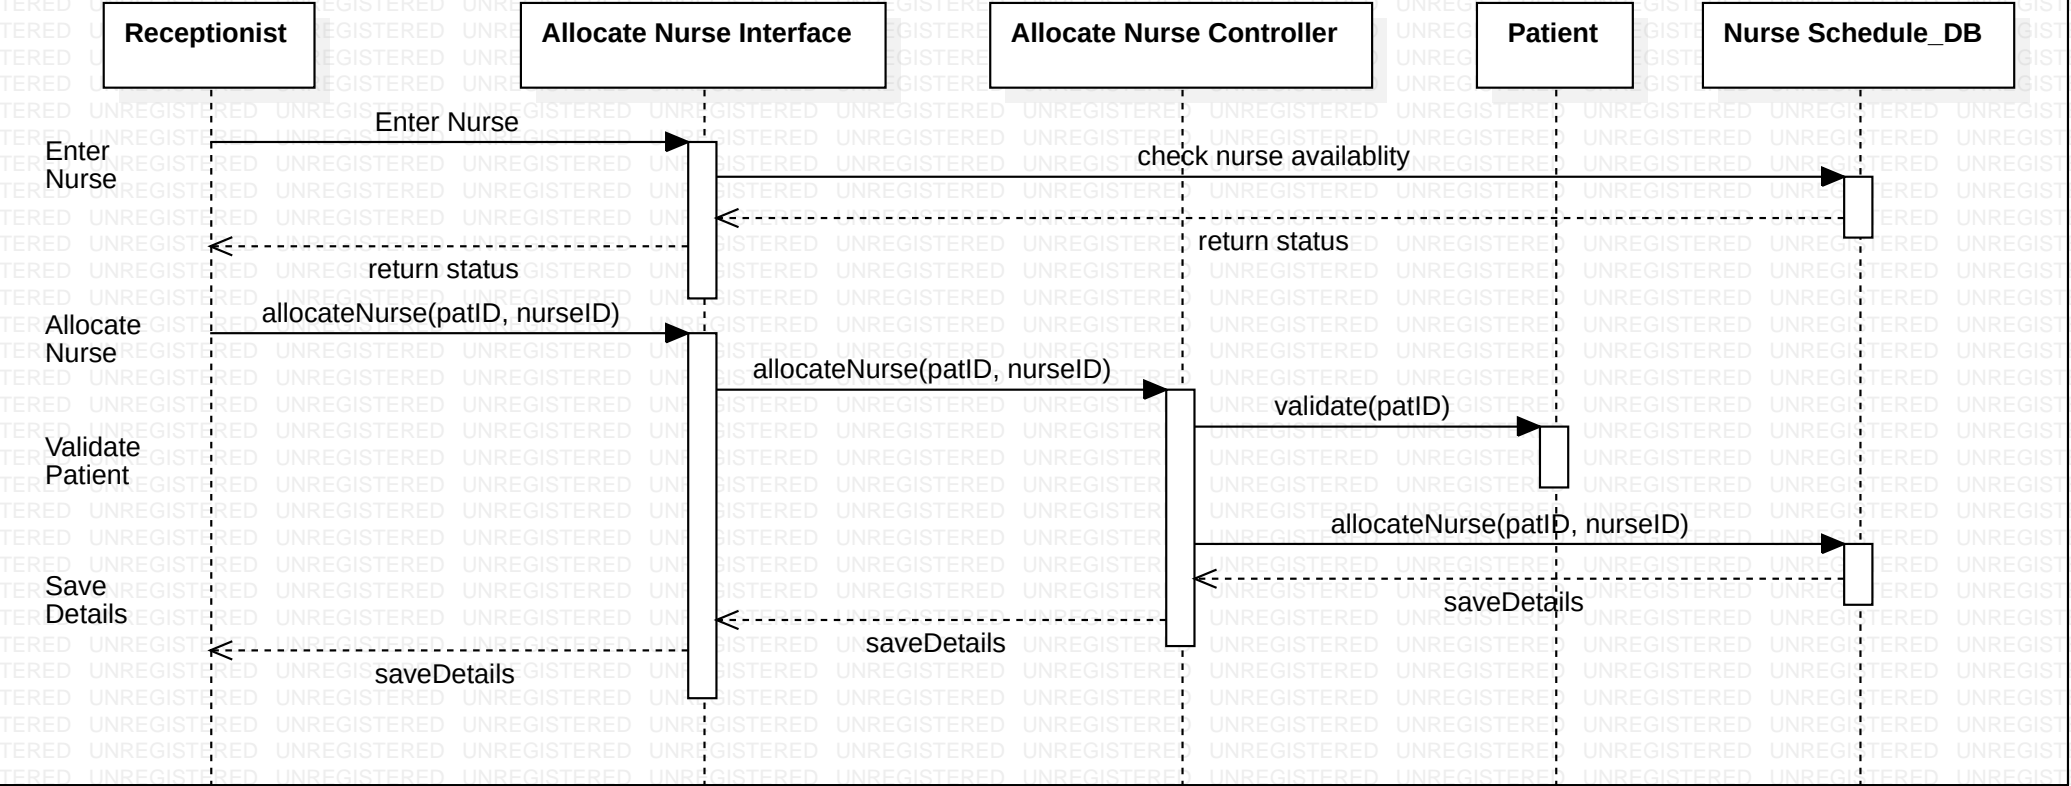 Receptionist
Allocate Nurse Interface
Allocate Nurse Controller
Patient
Nurse Schedule_DB
Enter Nurse
Enter
Nurse
check nurse availablity
return status
return status
allocateNurse(patID, nurseID)
Allocate
Nurse
allocateNurse(patID, nurseID)
validate(patID)
Validate
Patient
allocateNurse(patID, nurseID)
Save
Details
saveDetails
saveDetails
saveDetails
UNREGISTERED